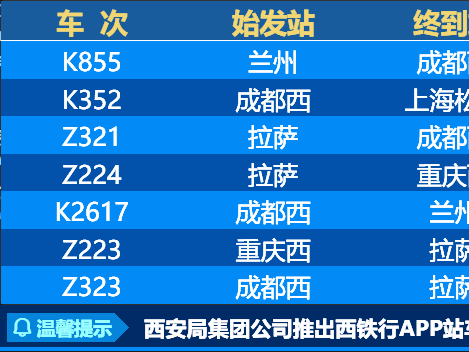 车 次 始发站 终到
K855 兰州 成都
K352 成都西 上海松
Z321 拉萨 成都
Z224 拉萨 重庆西
K2617 成都西 兰州
Z223 重庆西 拉萨
Z323 成都西 拉萨
温馨提示 西安局集团公司推出西铁行APP站车